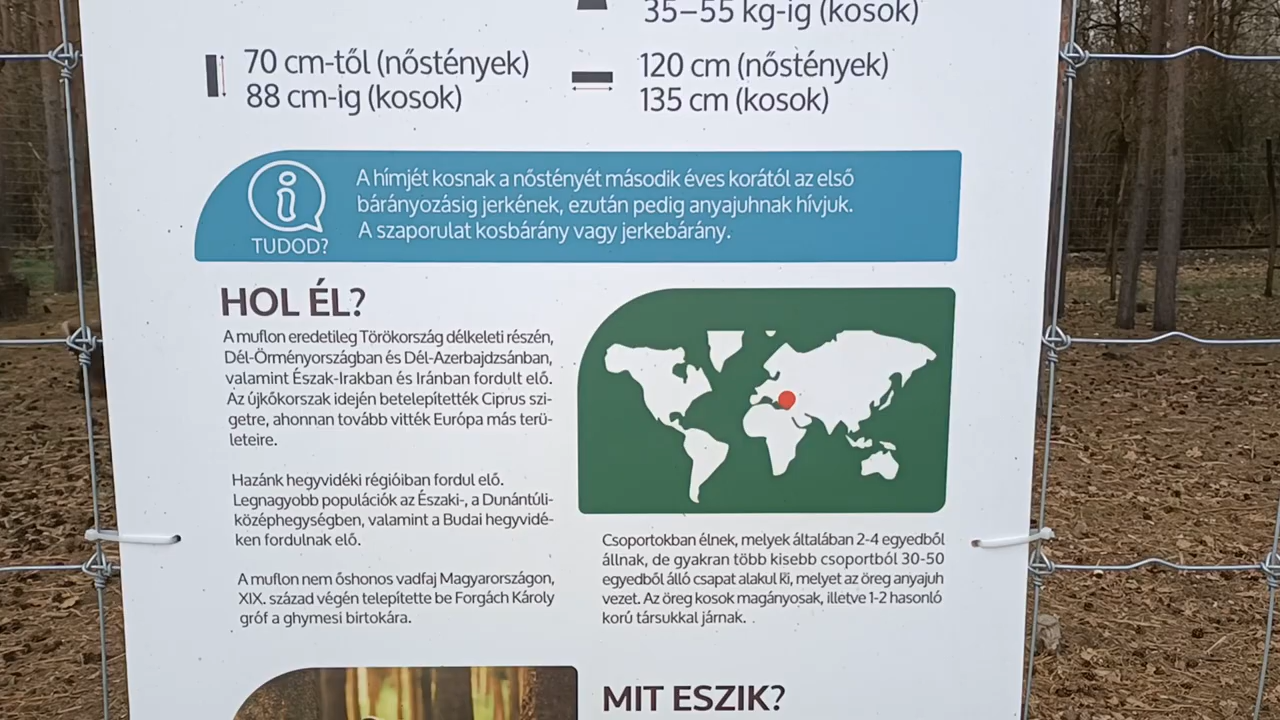 35–55 kg-ig (kosok)
70 cm-től (nőstények)
88 cm-ig (kosok)
120 cm (nőstények)
135 cm (kosok)
TUDOD?
A hímjét kosnak a nőstényét második éves korától az első
bárányozásig jerkének, ezután pedig anyajuhnak hívjuk.
A szaporulat kosbárány vagy jerkebárány.
HOL ÉL?
A muflon eredetileg Törökország délkeleti részén,
Dél-Örményországban és Dél-Azerbajdzsánban,
valamint Észak-Irakban és Iránban fordult elő.
Az újkőkorszak idején betelepítették Ciprus szi-
getre, ahonnan tovább vitték Európa más terü-
leteire.
Hazánk hegyvidéki régióiban fordul elő.
Legnagyobb populációk az Északi-, a Dunántúli-
középhegységben, valamint a Budai hegyvidé-
ken fordulnak elő.
A muflon nem őshonos vadfaj Magyarországon,
XIX. század végén telepítette be Forgách Károly
gróf a ghymesi birtokára.
Csoportokban élnek, melyek általában 2-4 egyedből
állnak, de gyakran több kisebb csoportból 30-50
egyedből álló csapat alakul ki, melyet az öreg anyajuh
vezet. Az öreg kosok magányosak, illetve 1-2 hasonló
korú társukkal járnak.
MIT ESZIK?